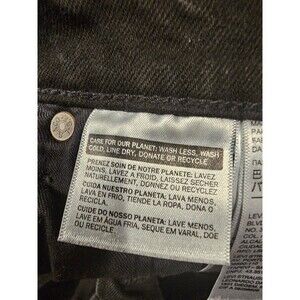 CARE FOR OUR PLANET: WASH LESS, WASH
COLD, LINE DRY, DONATE OR RECYCLE
PRENEZ SOIN DE NOTRE PLANETE: LAVEZ
MOINS, LAVEZ A FROID, LAISSEZ SECHER
NATURELLEMENT, DONNEZ OU RECYCLEZ
CUIDA NUESTRO PLANETA: LAVA MENOS,
LAVA EN FRIO, TIENDE LA ROPA, DONA O
RECICLA.
CUIDE DO NOSSO PLANETA: LAVE MENOS,
LAVE EM ÁGUA FRIA, SEQUE EM VARAL, DOE
OU RECICLE